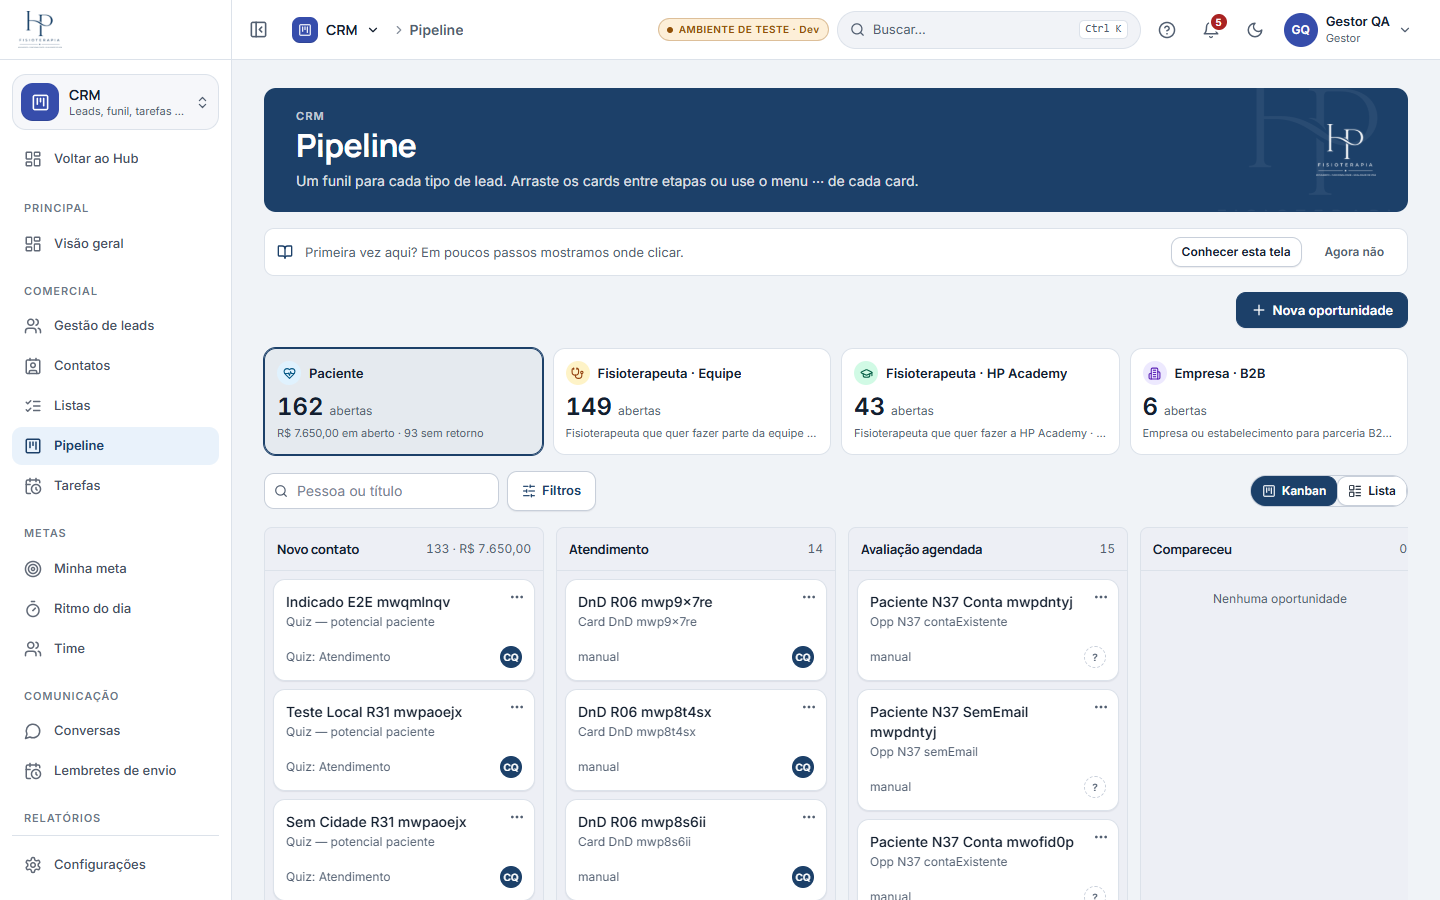 HP
FISIOTERAPIA
CRM
Pipeline
AMBIENTE DE TESTE · Dev
Buscar...
Ctrl K
5
GQ
Gestor QA
Gestor
CRM
Leads, funil, tarefas ...
Voltar ao Hub
PRINCIPAL
Visão geral
COMERCIAL
Gestão de leads
Contatos
Listas
Pipeline
Tarefas
METAS
Minha meta
Ritmo do dia
Time
COMUNICAÇÃO
Conversas
Lembretes de envio
RELATÓRIOS
Configurações
CRM
Pipeline
Um funil para cada tipo de lead. Arraste os cards entre etapas ou use o menu ··· de cada card.
HP
FISIOTERAPIA
Primeira vez aqui? Em poucos passos mostramos onde clicar.
Conhecer esta tela
Agora não
Nova oportunidade
Paciente
162 abertas
R$ 7.650,00 em aberto · 93 sem retorno
Fisioterapeuta · Equipe
149 abertas
Fisioterapeuta que quer fazer parte da equipe ...
Fisioterapeuta · HP Academy
43 abertas
Fisioterapeuta que quer fazer a HP Academy · ...
Empresa · B2B
6 abertas
Empresa ou estabelecimento para parceria B2...
Pessoa ou título
Filtros
Kanban
Lista
Novo contato
133 · R$ 7.650,00
Indicado E2E mwqmlnqv
Quiz — potencial paciente
Quiz: Atendimento
CQ
Teste Local R31 mwpaoejx
Quiz — potencial paciente
Quiz: Atendimento
CQ
Sem Cidade R31 mwpaoejx
Quiz — potencial paciente
Quiz: Atendimento
CQ
Atendimento
14
DnD R06 mwp9×7re
Card DnD mwp9×7re
manual
CQ
DnD R06 mwp8t4sx
Card DnD mwp8t4sx
manual
CQ
DnD R06 mwp8s6ii
Card DnD mwp8s6ii
manual
CQ
Avaliação agendada
15
Paciente N37 Conta mwpdntyj
Opp N37 contaExistente
manual
?
Paciente N37 SemEmail
mwpdntyj
Opp N37 semEmail
manual
?
Paciente N37 Conta mwofid0p
Opp N37 contaExistente
manual
?
Compareceu
0
Nenhuma oportunidade